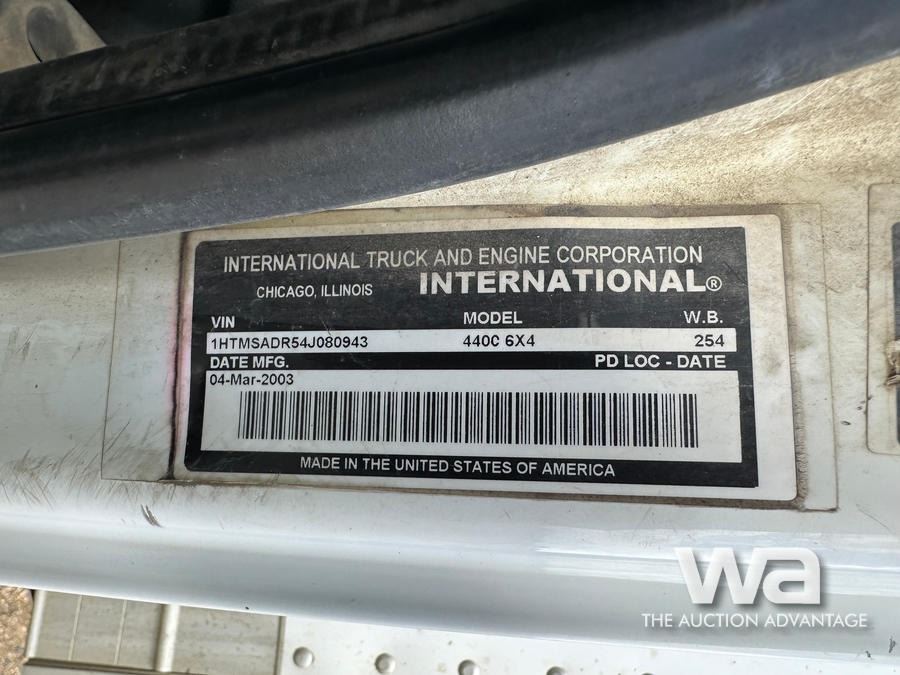 INTERNATIONAL TRUCK AND ENGINE CORPORATION
CHICAGO, ILLINOIS INTERNATIONAL®
VIN MODEL W.B.
1HTMSADR54J080943 4400 6X4 254
DATE MFG. PD LOC - DATE
04-Mar-2003
MADE IN THE UNITED STATES OF AMERICA
wa
THE AUCTION ADVANTAGE